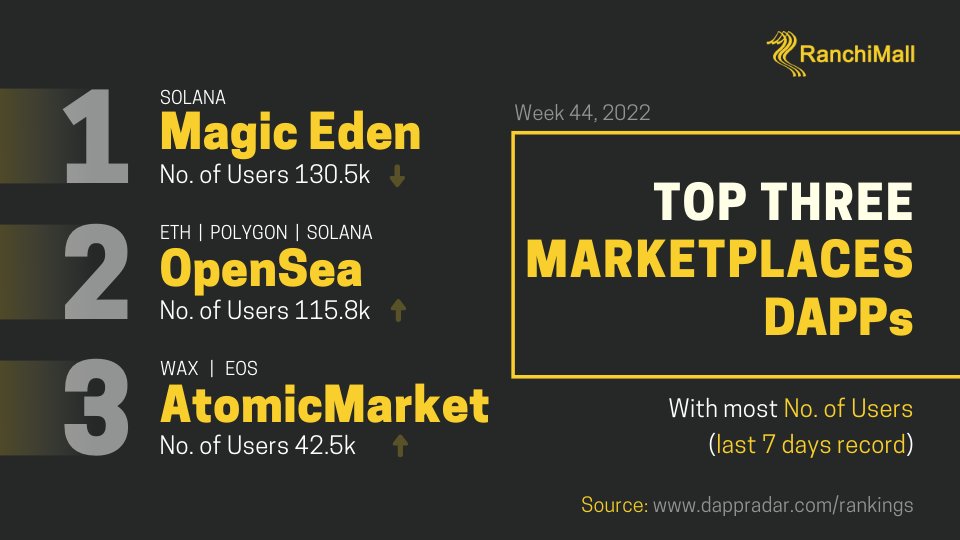 RanchiMall
1
SOLANA
Magic Eden
No. of Users 130.5k
2
ETH | POLYGON | SOLANA
OpenSea
No. of Users 115.8k
3
WAX | EOS
AtomicMarket
No. of Users 42.5k
Week 44, 2022
TOP THREE
MARKETPLACES
DAPPs
With most No. of Users
(last 7 days record)
Source: www.dappradar.com/rankings